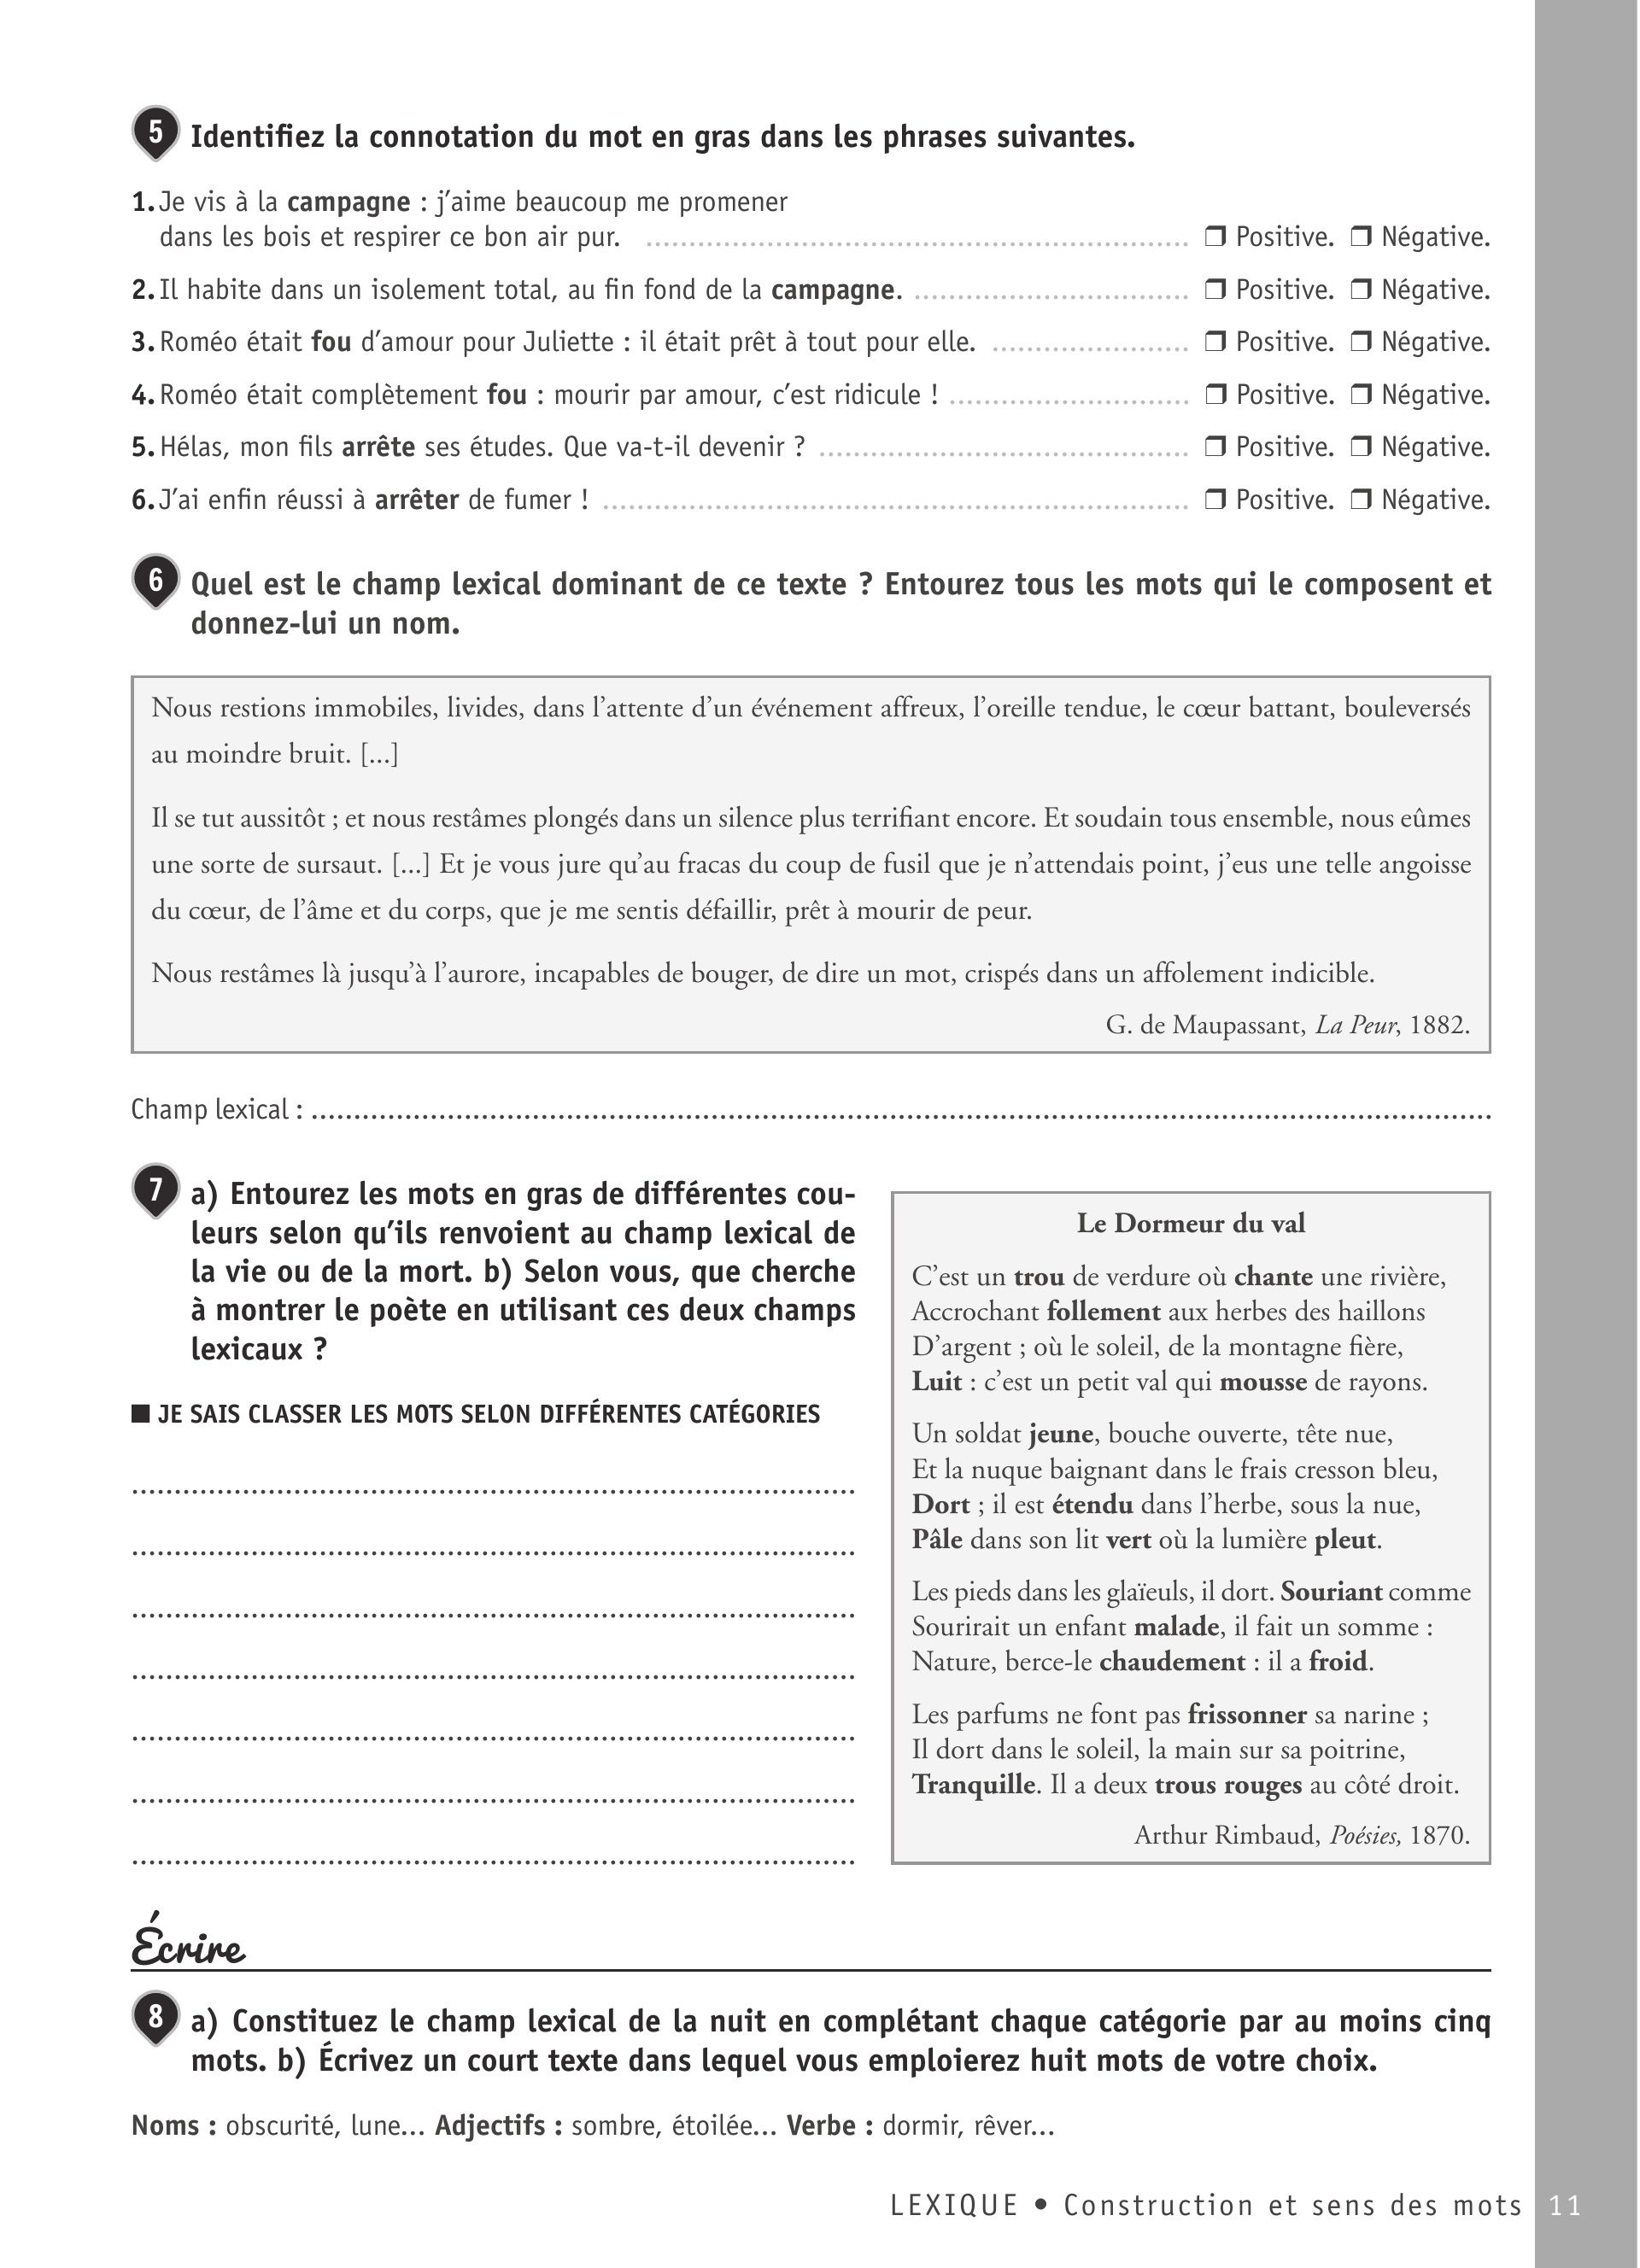 5 Identifiez la connotation du mot en gras dans les phrases suivantes.
1. Je vis à la campagne : j’aime beaucoup me promener
dans les bois et respirer ce bon air pur. ❐ Positive. ❐ Négative.
2. Il habite dans un isolement total, au fin fond de la campagne. ❐ Positive. ❐ Négative.
3. Roméo était fou d’amour pour Juliette : il était prêt à tout pour elle. ❐ Positive. ❐ Négative.
4. Roméo était complètement fou : mourir par amour, c’est ridicule ! ❐ Positive. ❐ Négative.
5. Hélas, mon fils arrête ses études. Que va-t-il devenir ? ❐ Positive. ❐ Négative.
6. J’ai enfin réussi à arrêter de fumer ! ❐ Positive. ❐ Négative.
6 Quel est le champ lexical dominant de ce texte ? Entourez tous les mots qui le composent et
donnez-lui un nom.
Nous restions immobiles, livides, dans l’attente d’un événement affreux, l’oreille tendue, le cœur battant, bouleversés
au moindre bruit. [...]
Il se tut aussitôt ; et nous restâmes plongés dans un silence plus terrifiant encore. Et soudain tous ensemble, nous eûmes
une sorte de sursaut. [...] Et je vous jure qu’au fracas du coup de fusil que je n’attendais point, j’eus une telle angoisse
du cœur, de l’âme et du corps, que je me sentis défaillir, prêt à mourir de peur.
Nous restâmes là jusqu’à l’aurore, incapables de bouger, de dire un mot, crispés dans un affolement indicible.
G. de Maupassant, La Peur, 1882.
Champ lexical :
7 a) Entourez les mots en gras de différentes cou-
leurs selon qu’ils renvoient au champ lexical de
la vie ou de la mort. b) Selon vous, que cherche
à montrer le poète en utilisant ces deux champs
lexicaux ?
■ JE SAIS CLASSER LES MOTS SELON DIFFÉRENTES CATÉGORIES
Le Dormeur du val
C’est un trou de verdure où chante une rivière,
Accrochant follement aux herbes des haillons
D’argent ; où le soleil, de la montagne fière,
Luit : c’est un petit val qui mousse de rayons.
Un soldat jeune, bouche ouverte, tête nue,
Et la nuque baignant dans le frais cresson bleu,
Dort ; il est étendu dans l’herbe, sous la nue,
Pâle dans son lit vert où la lumière pleut.
Les pieds dans les glaïeuls, il dort. Souriant comme
Sourirait un enfant malade, il fait un somme :
Nature, berce-le chaudement : il a froid.
Les parfums ne font pas frissonner sa narine ;
Il dort dans le soleil, la main sur sa poitrine,
Tranquille. Il a deux trous rouges au côté droit.
Arthur Rimbaud, Poésies, 1870.
Écrire
8 a) Constituez le champ lexical de la nuit en complétant chaque catégorie par au moins cinq
mots. b) Écrivez un court texte dans lequel vous emploierez huit mots de votre choix.
Noms : obscurité, lune... Adjectifs : sombre, étoilée... Verbe : dormir, rêver...
LEXIQUE • Construction et sens des mots 11